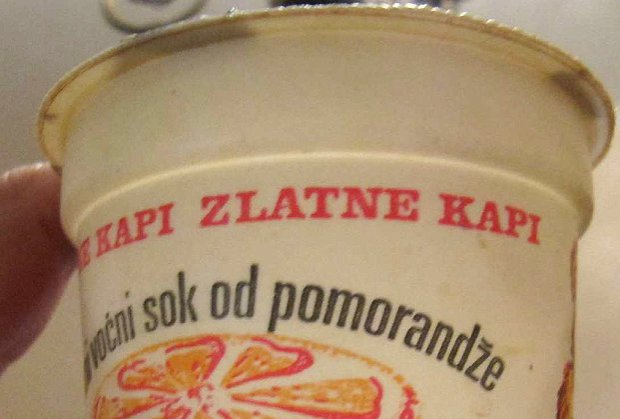 KAPI ZLATNE KAPI
voćni sok od pomorandže